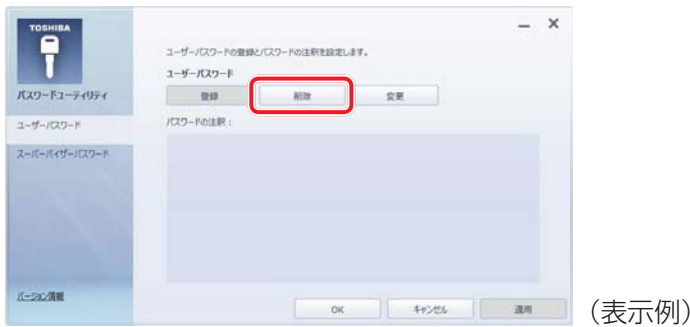 TOSHIBA
パスワードユーティリティ
ユーザーパスワード
スーパーバイザーパスワード
バージョン情報
ユーザーパスワードの登録とパスワードの注釈を設定します。
ユーザーパスワード
登録 削除 変更
パスワードの注釈：
OK キャンセル 適用
（表示例）